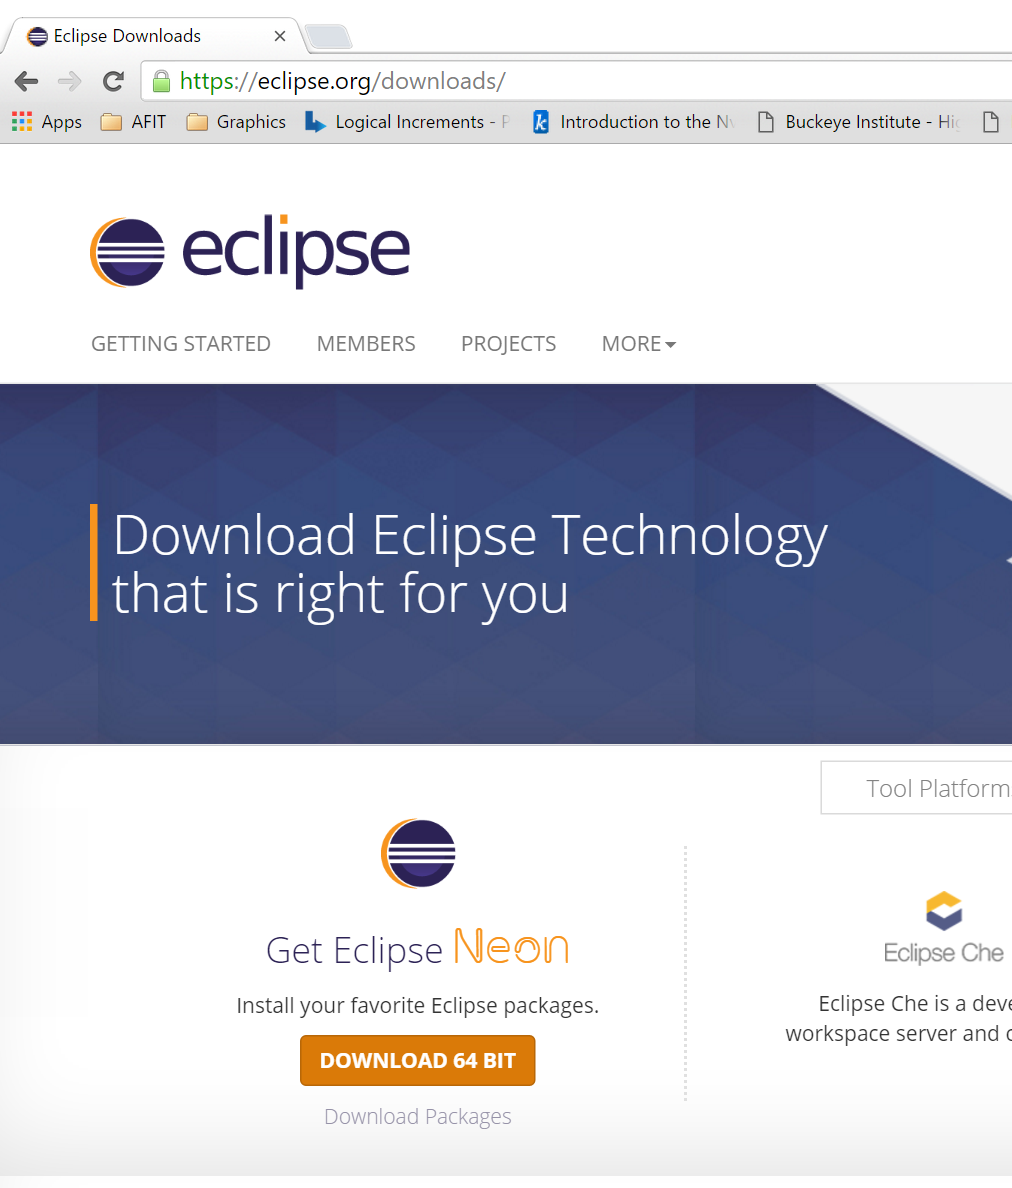 Eclipse Downloads
https://eclipse.org/downloads/
Apps AFIT Graphics Logical Increments - Introduction to the Buckeye Institute -
eclipse
GETTING STARTED MEMBERS PROJECTS MORE
Download Eclipse Technology
that is right for you
Tool Platforms
Get Eclipse Neon
Install your favorite Eclipse packages.
DOWNLOAD 64 BIT
Download Packages
Eclipse Che
Eclipse Che is a
workspace server and